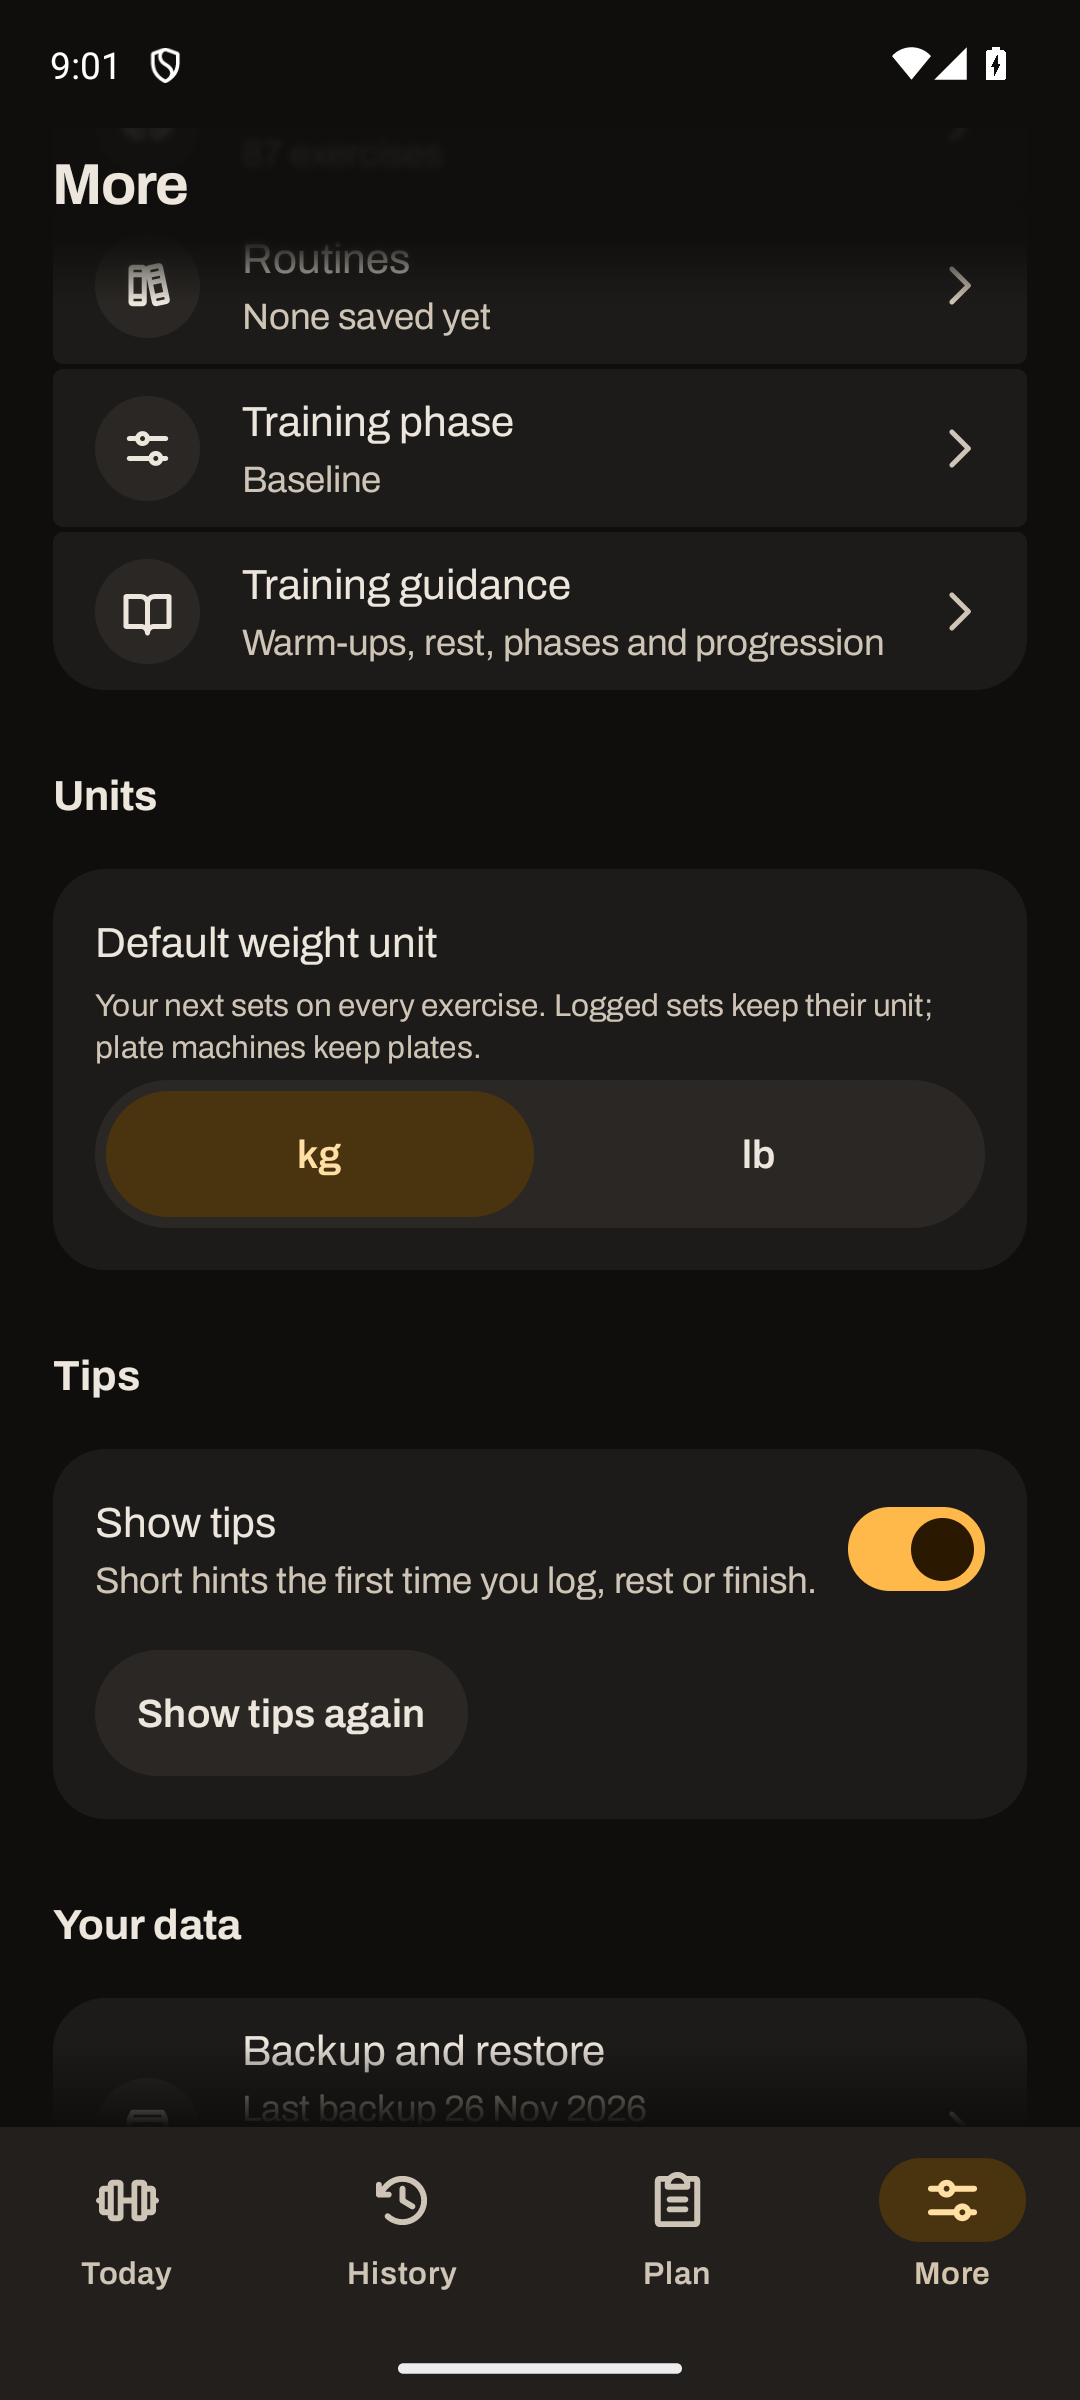 9:01
87 exercises
More
Routines
None saved yet
Training phase
Baseline
Training guidance
Warm-ups, rest, phases and progression
Units
Default weight unit
Your next sets on every exercise. Logged sets keep their unit;
plate machines keep plates.
kg
lb
Tips
Show tips
Short hints the first time you log, rest or finish.
Show tips again
Your data
Backup and restore
Last backup 26 Nov 2026
Today
History
Plan
More